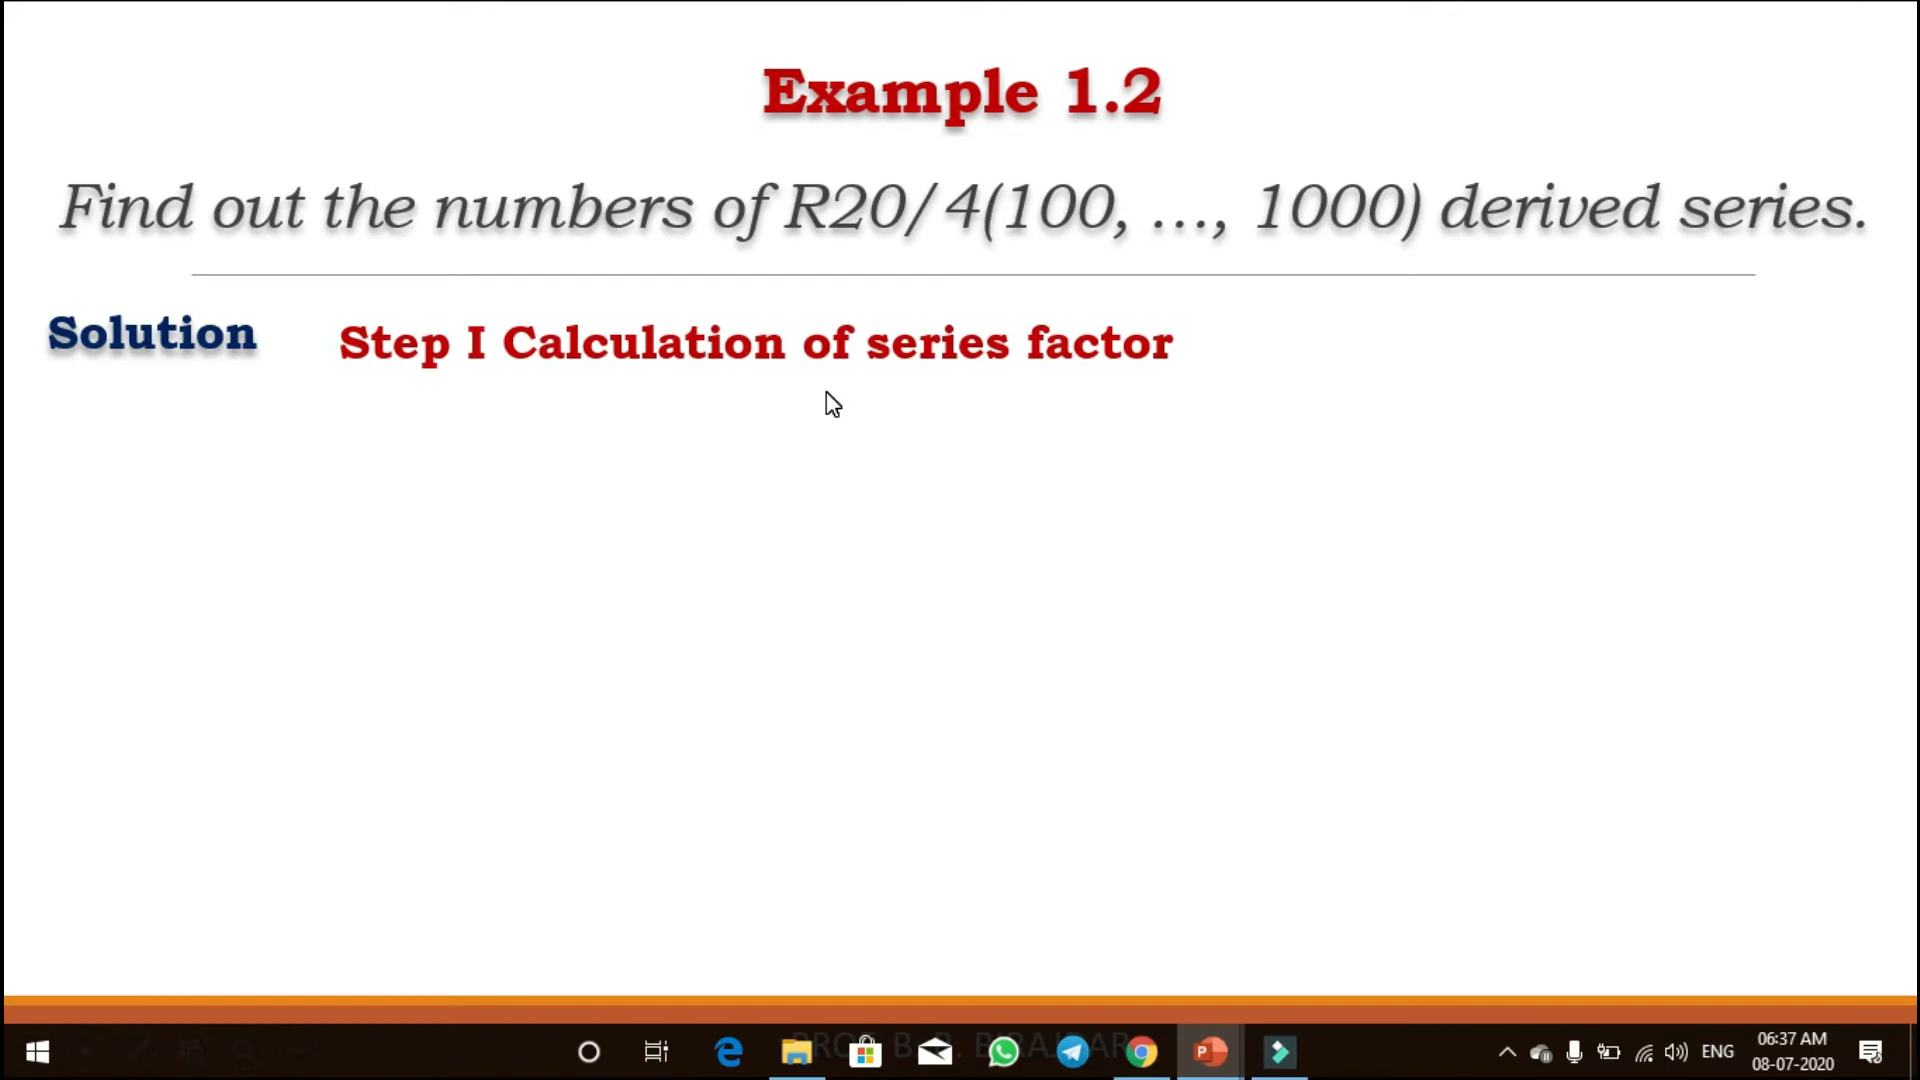 Example 1.2
Find out the numbers of R20/4(100, ..., 1000) derived series.
Solution
Step I Calculation of series factor
ENG
06:37 AM
08-07-2020